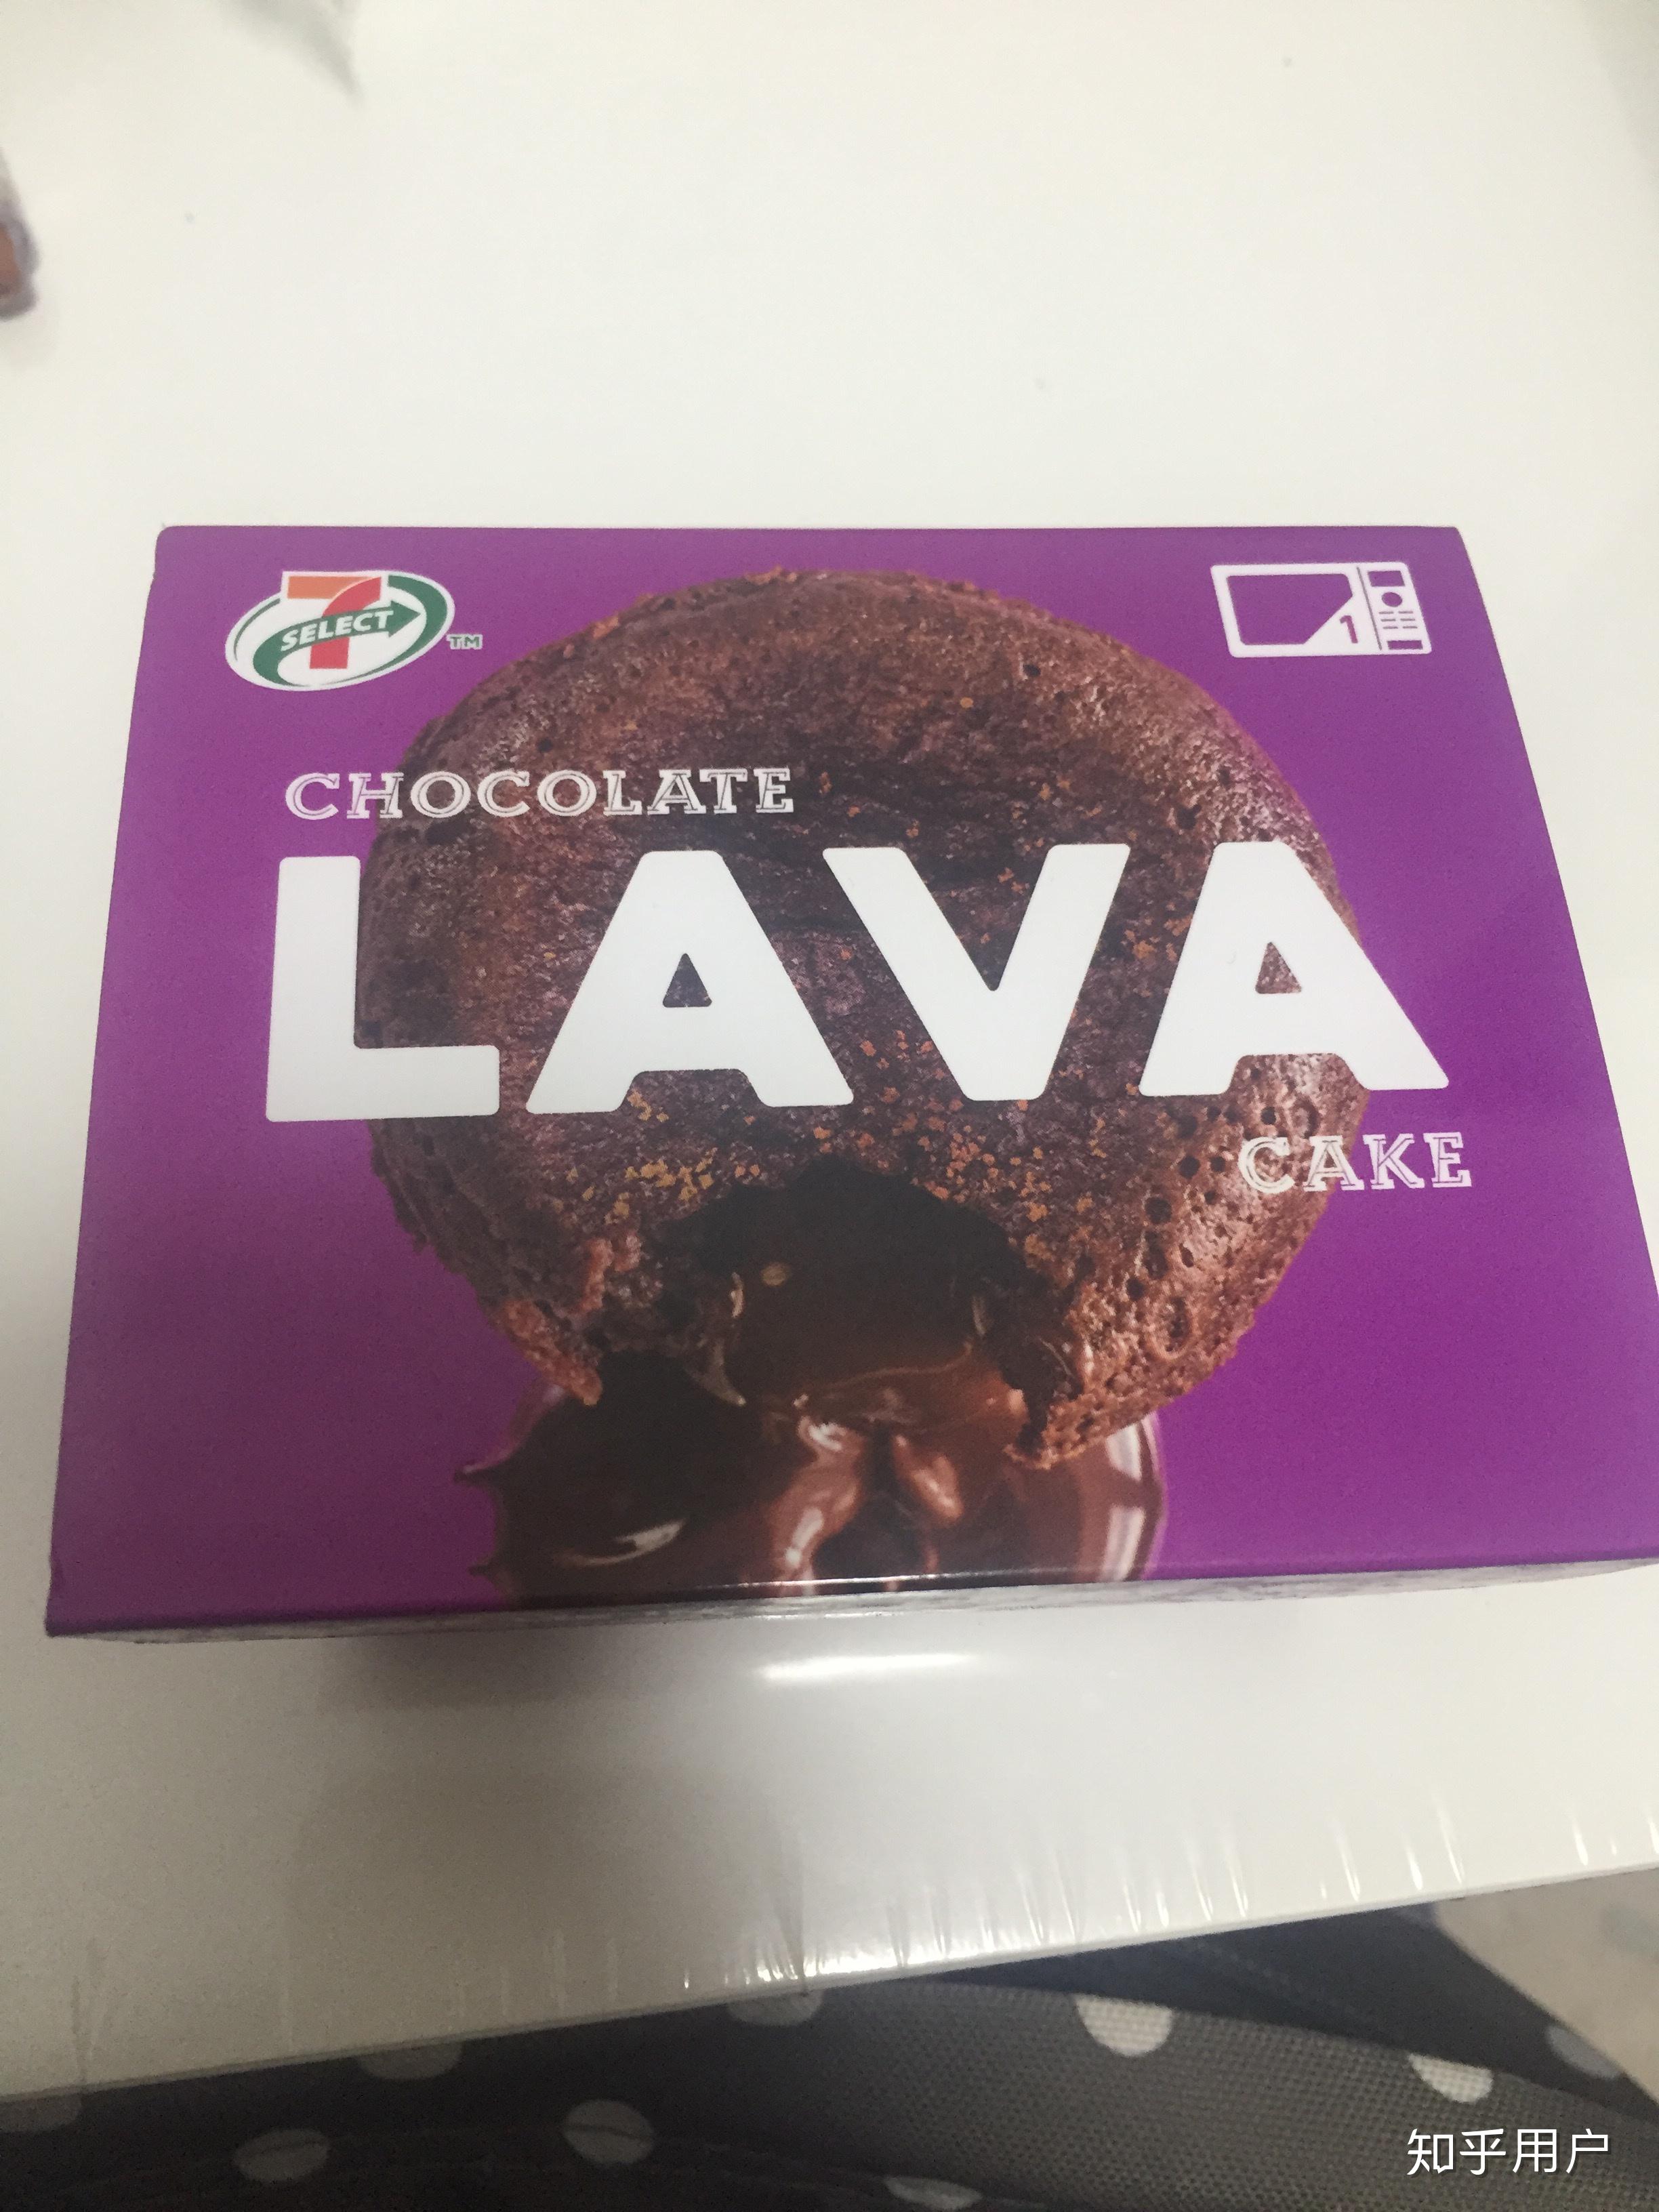 7
SELECT
TM
1
CHOCOLATE
LAVA
CAKE
知乎用户